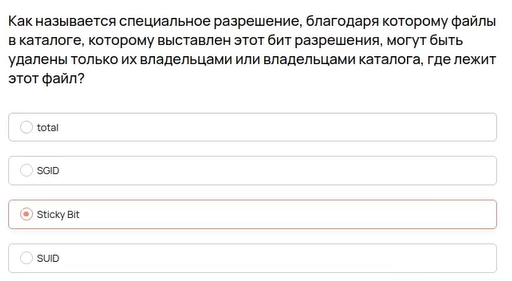 Как называется специальное разрешение, благодаря которому файлы
в каталоге, которому выставлен этот бит разрешения, могут быть
удалены только их владельцами или владельцами каталога, где лежит
этот файл?
total
SGID
Sticky Bit
SUID